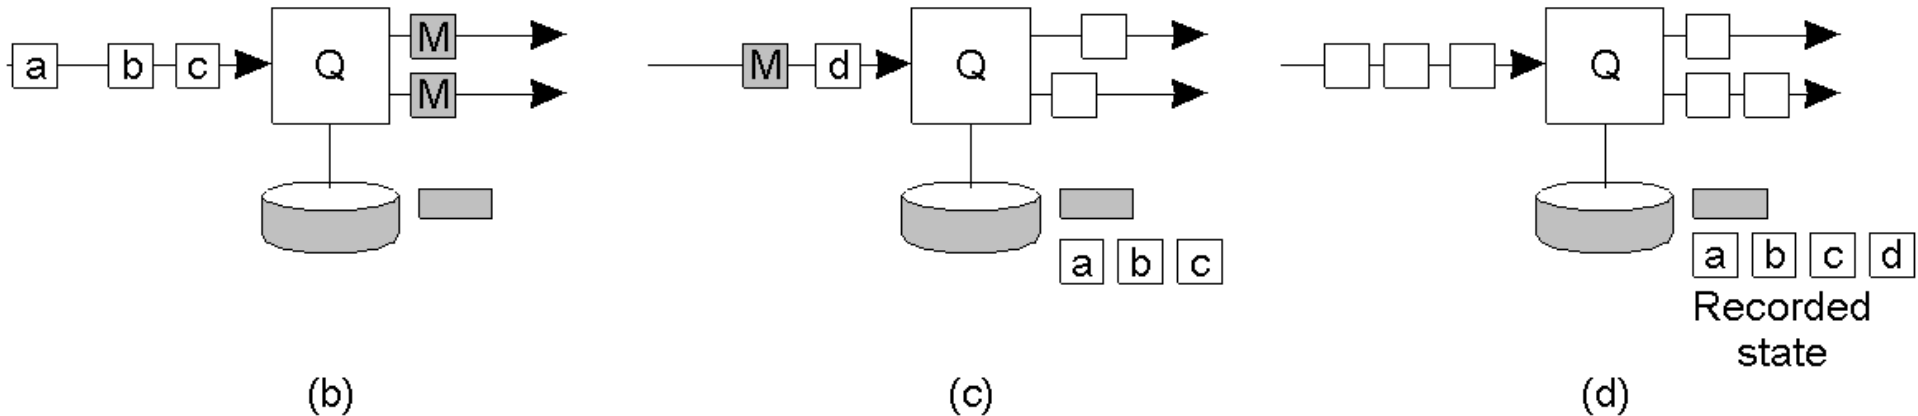 a b c Q M
M
(b)
M d Q
a b c
(c)
Q
a b c d
Recorded
state
(d)